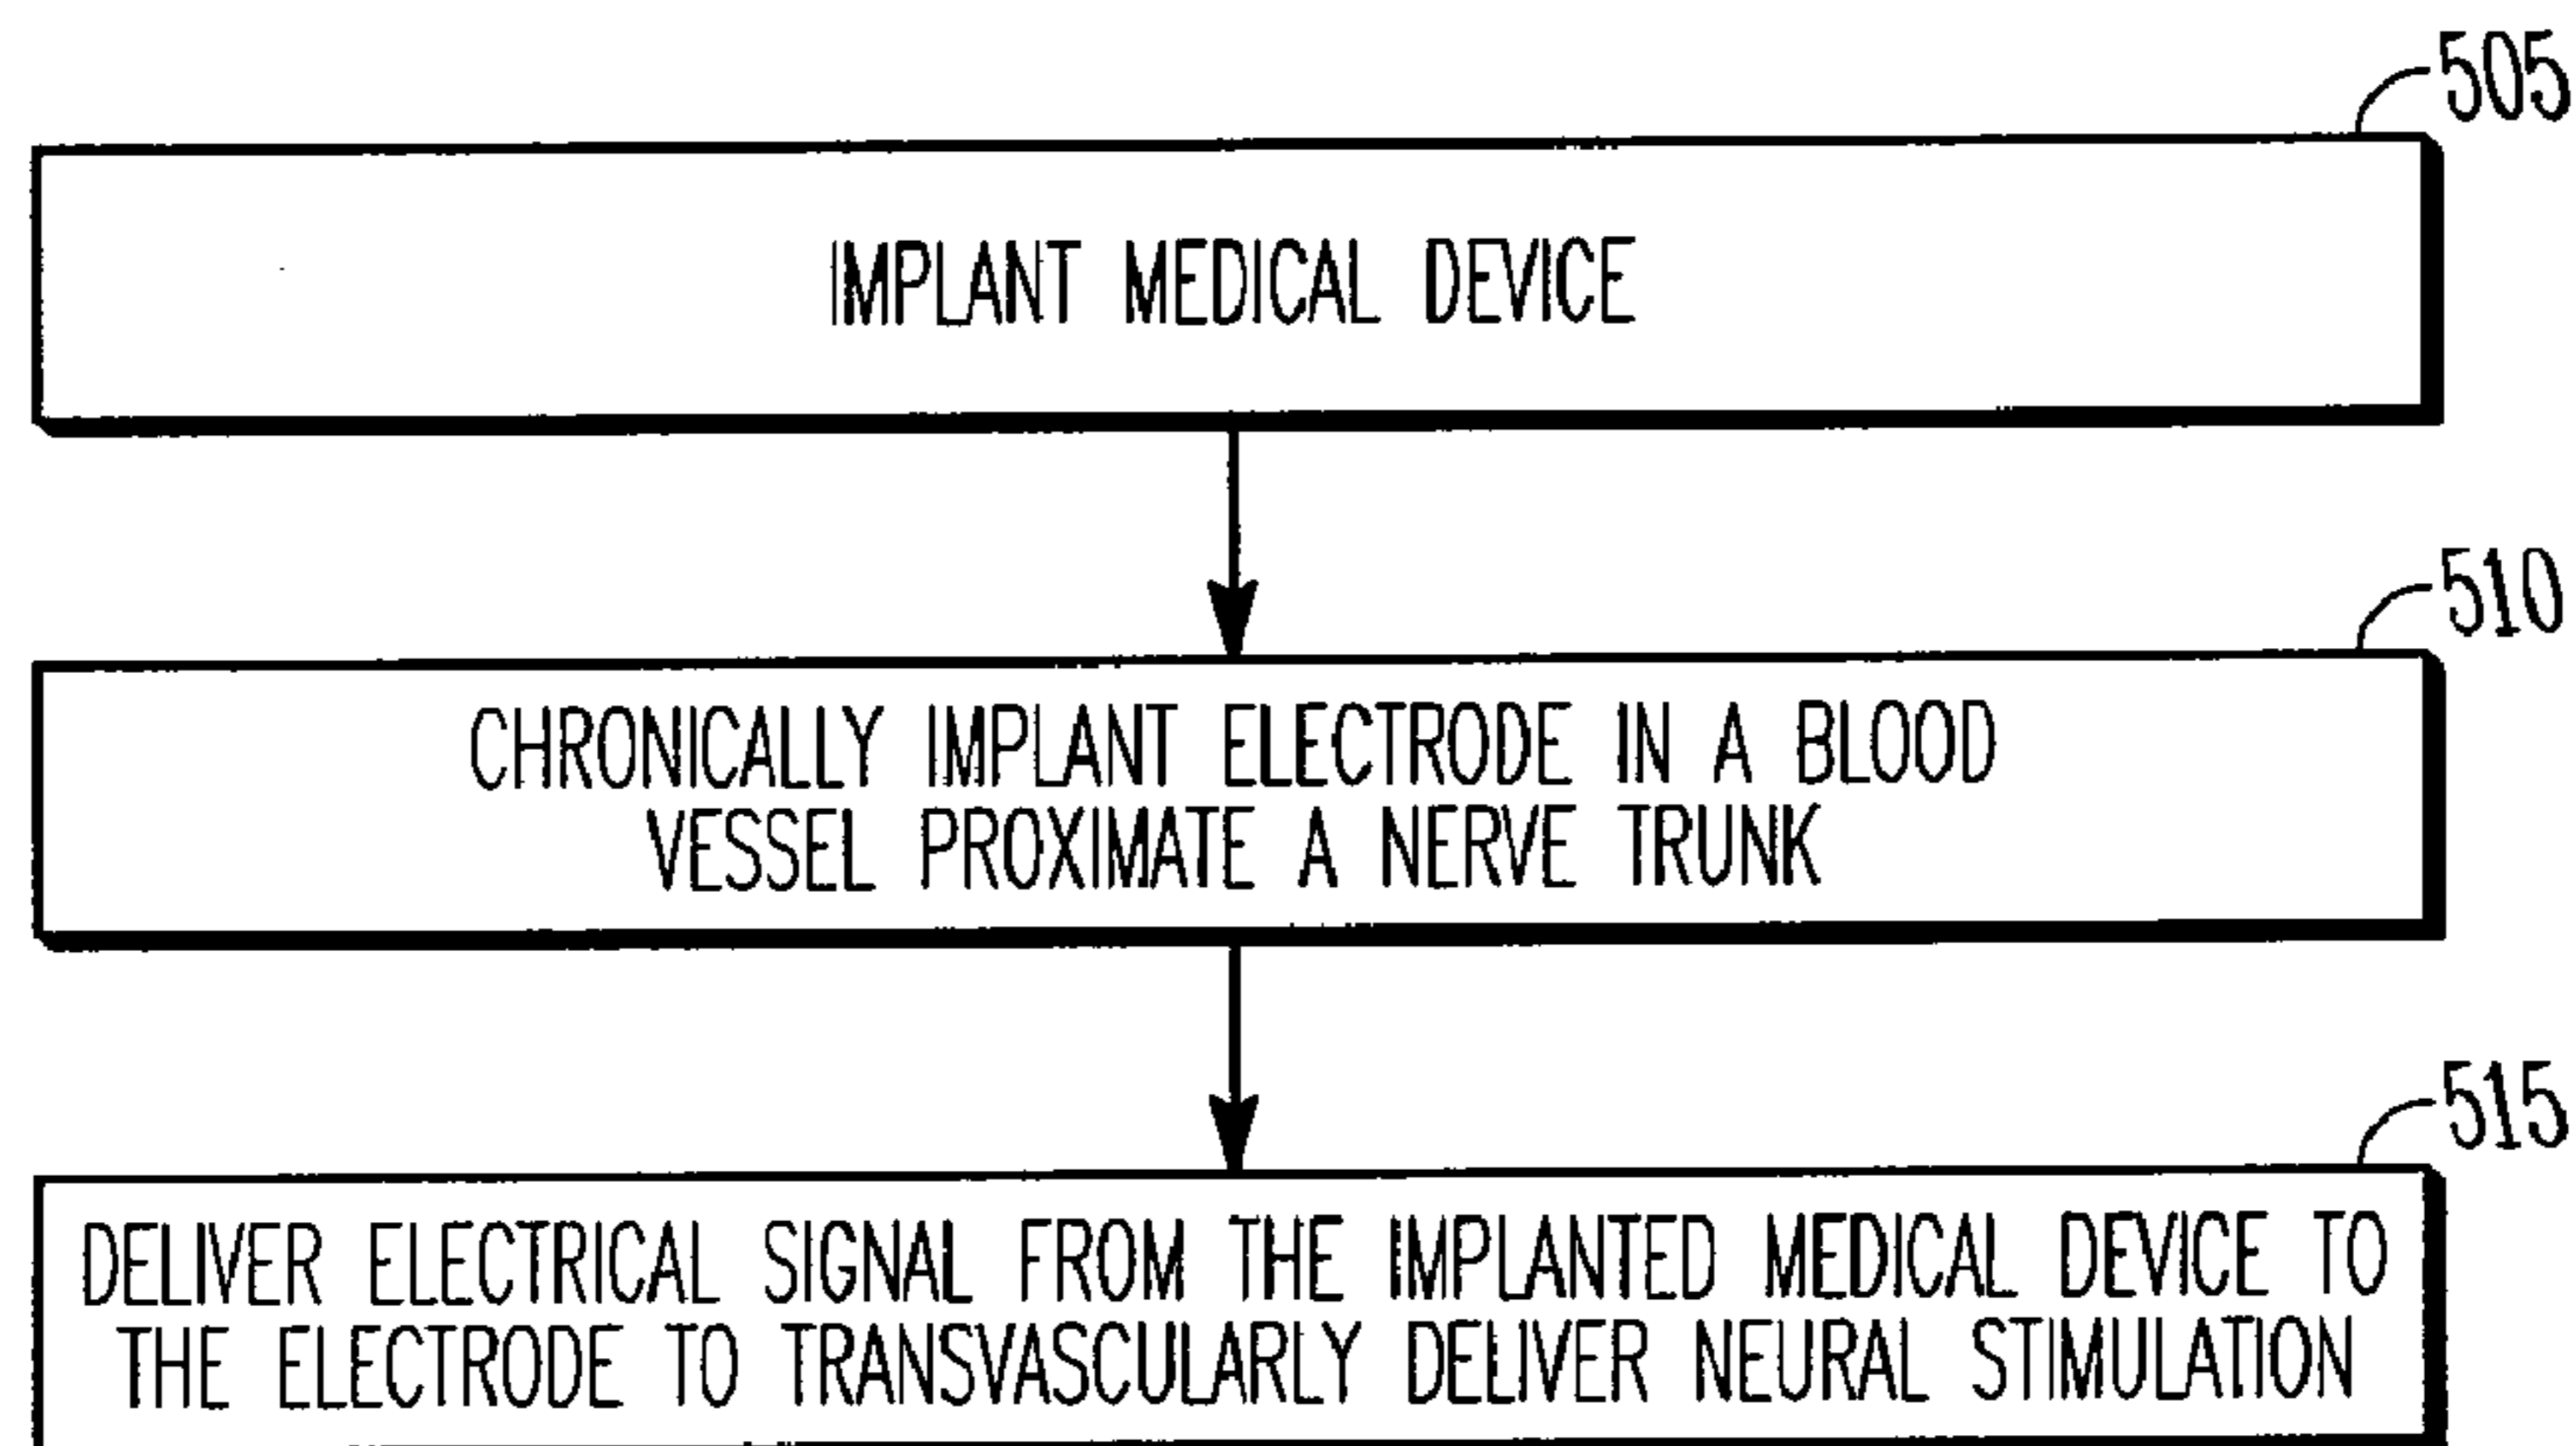 505
IMPLANT MEDICAL DEVICE
510
CHRONICALLY IMPLANT ELECTRODE IN A BLOOD
VESSEL PROXIMATE A NERVE TRUNK
515
DELIVER ELECTRICAL SIGNAL FROM THE IMPLANTED MEDICAL DEVICE TO
THE ELECTRODE TO TRANSVASCULARLY DELIVER NEURAL STIMULATION